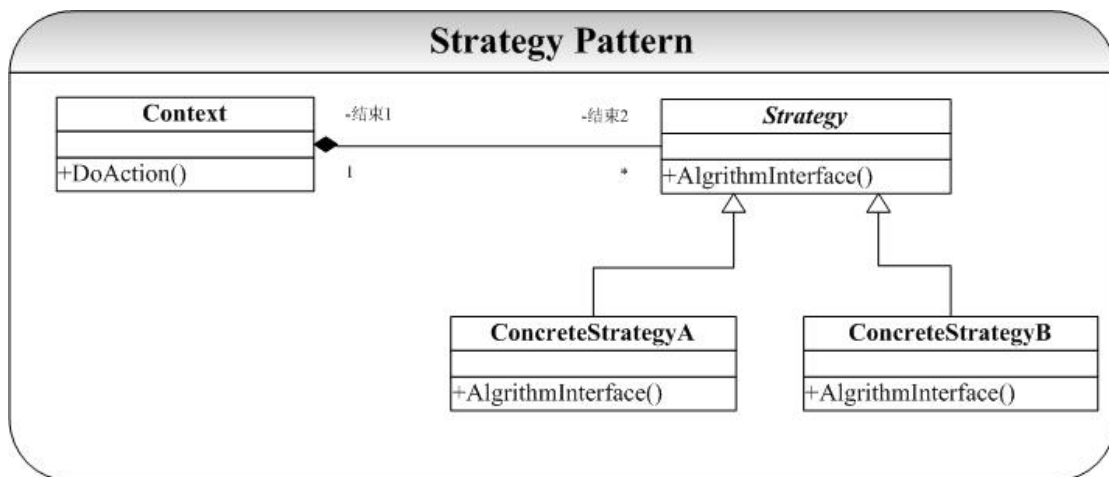 Strategy Pattern
Context
-结束1
-结束2
Strategy
+DoAction()
1
*
+AlgrithmInterface()
ConcreteStrategyA
ConcreteStrategyB
+AlgrithmInterface()
+AlgrithmInterface()